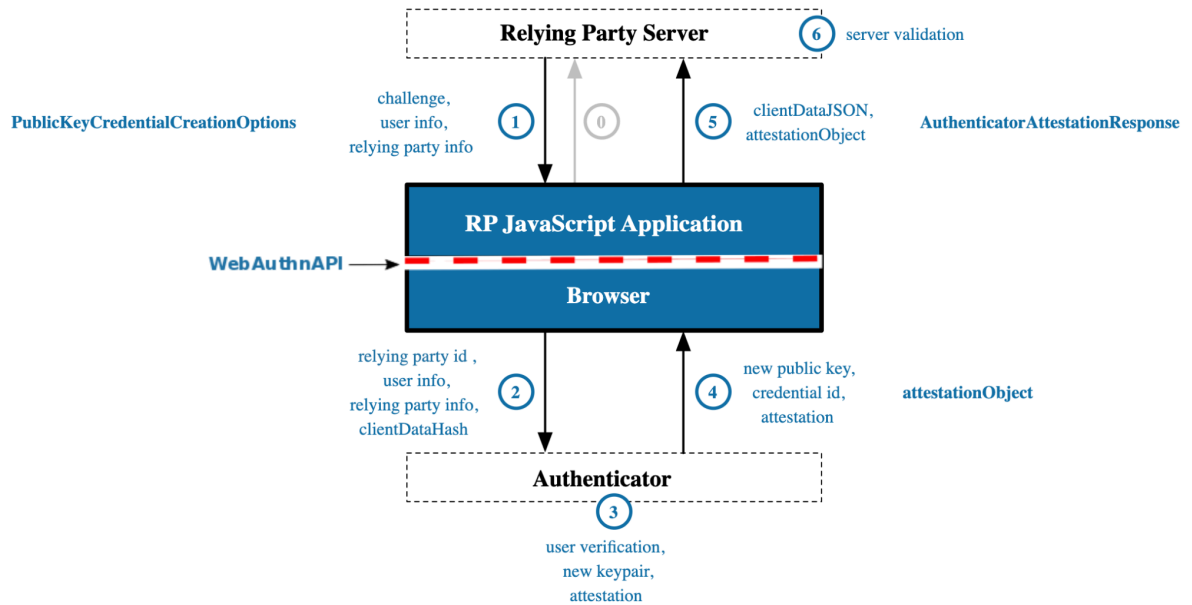 Relying Party Server
6
server validation
PublicKeyCredentialCreationOptions
challenge,
user info,
relying party info
1
0
5
clientDataJSON,
attestationObject
AuthenticatorAttestationResponse
RP JavaScript Application
WebAuthnAPI
Browser
relying party id ,
user info,
relying party info,
clientDataHash
2
4
new public key,
credential id,
attestation
attestationObject
Authenticator
3
user verification,
new keypair,
attestation